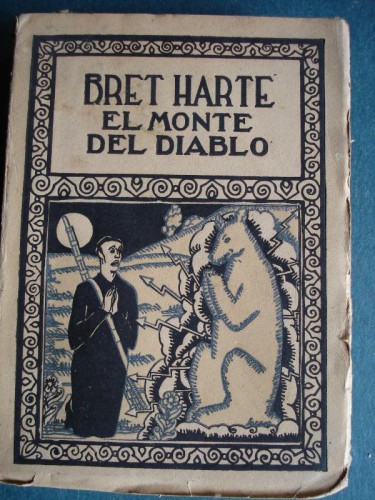 BRET HARTE
EL MONTE
DEL DIABLO